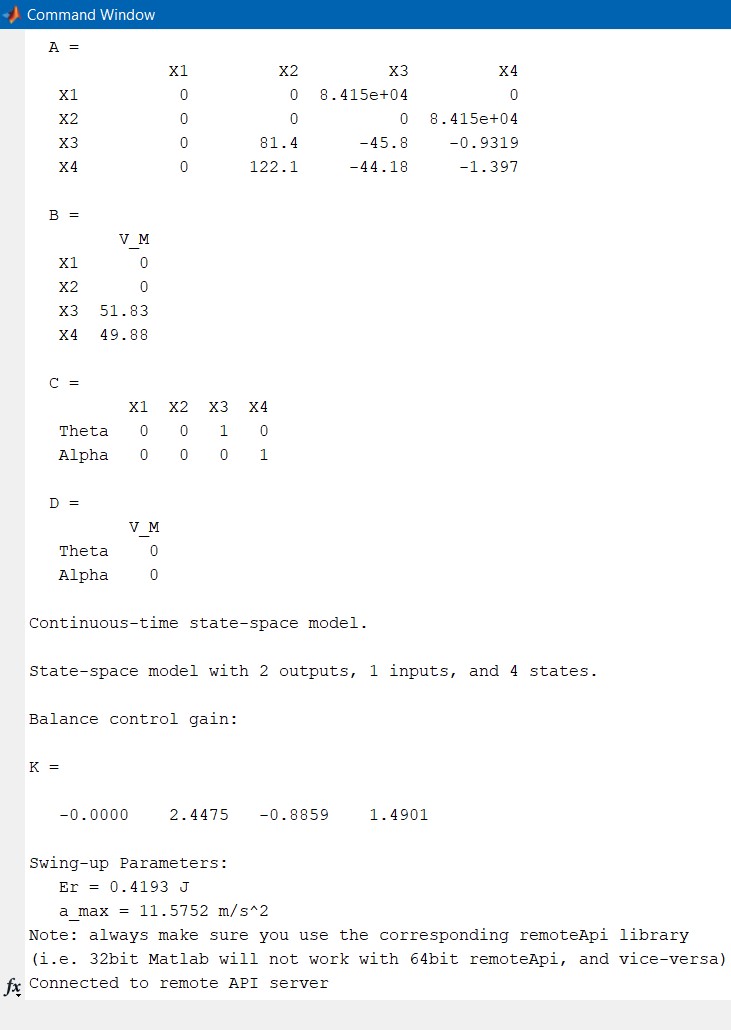 Command Window
A =
X1 X2 X3 X4
X1 0 0 8.415e+04 0
X2 0 0 0 8.415e+04
X3 0 81.4 -45.8 -0.9319
X4 0 122.1 -44.18 -1.397
B =
V_M
X1 0
X2 0
X3 51.83
X4 49.88
C =
X1 X2 X3 X4
Theta 0 0 1 0
Alpha 0 0 0 1
D =
V_M
Theta 0
Alpha 0
Continuous-time state-space model.
State-space model with 2 outputs, 1 inputs, and 4 states.
Balance control gain:
K =
-0.0000 2.4475 -0.8859 1.4901
Swing-up Parameters:
Er = 0.4193 J
a_max = 11.5752 m/s^2
Note: always make sure you use the corresponding remoteApi library
(i.e. 32bit Matlab will not work with 64bit remoteApi, and vice-versa)
fx Connected to remote API server